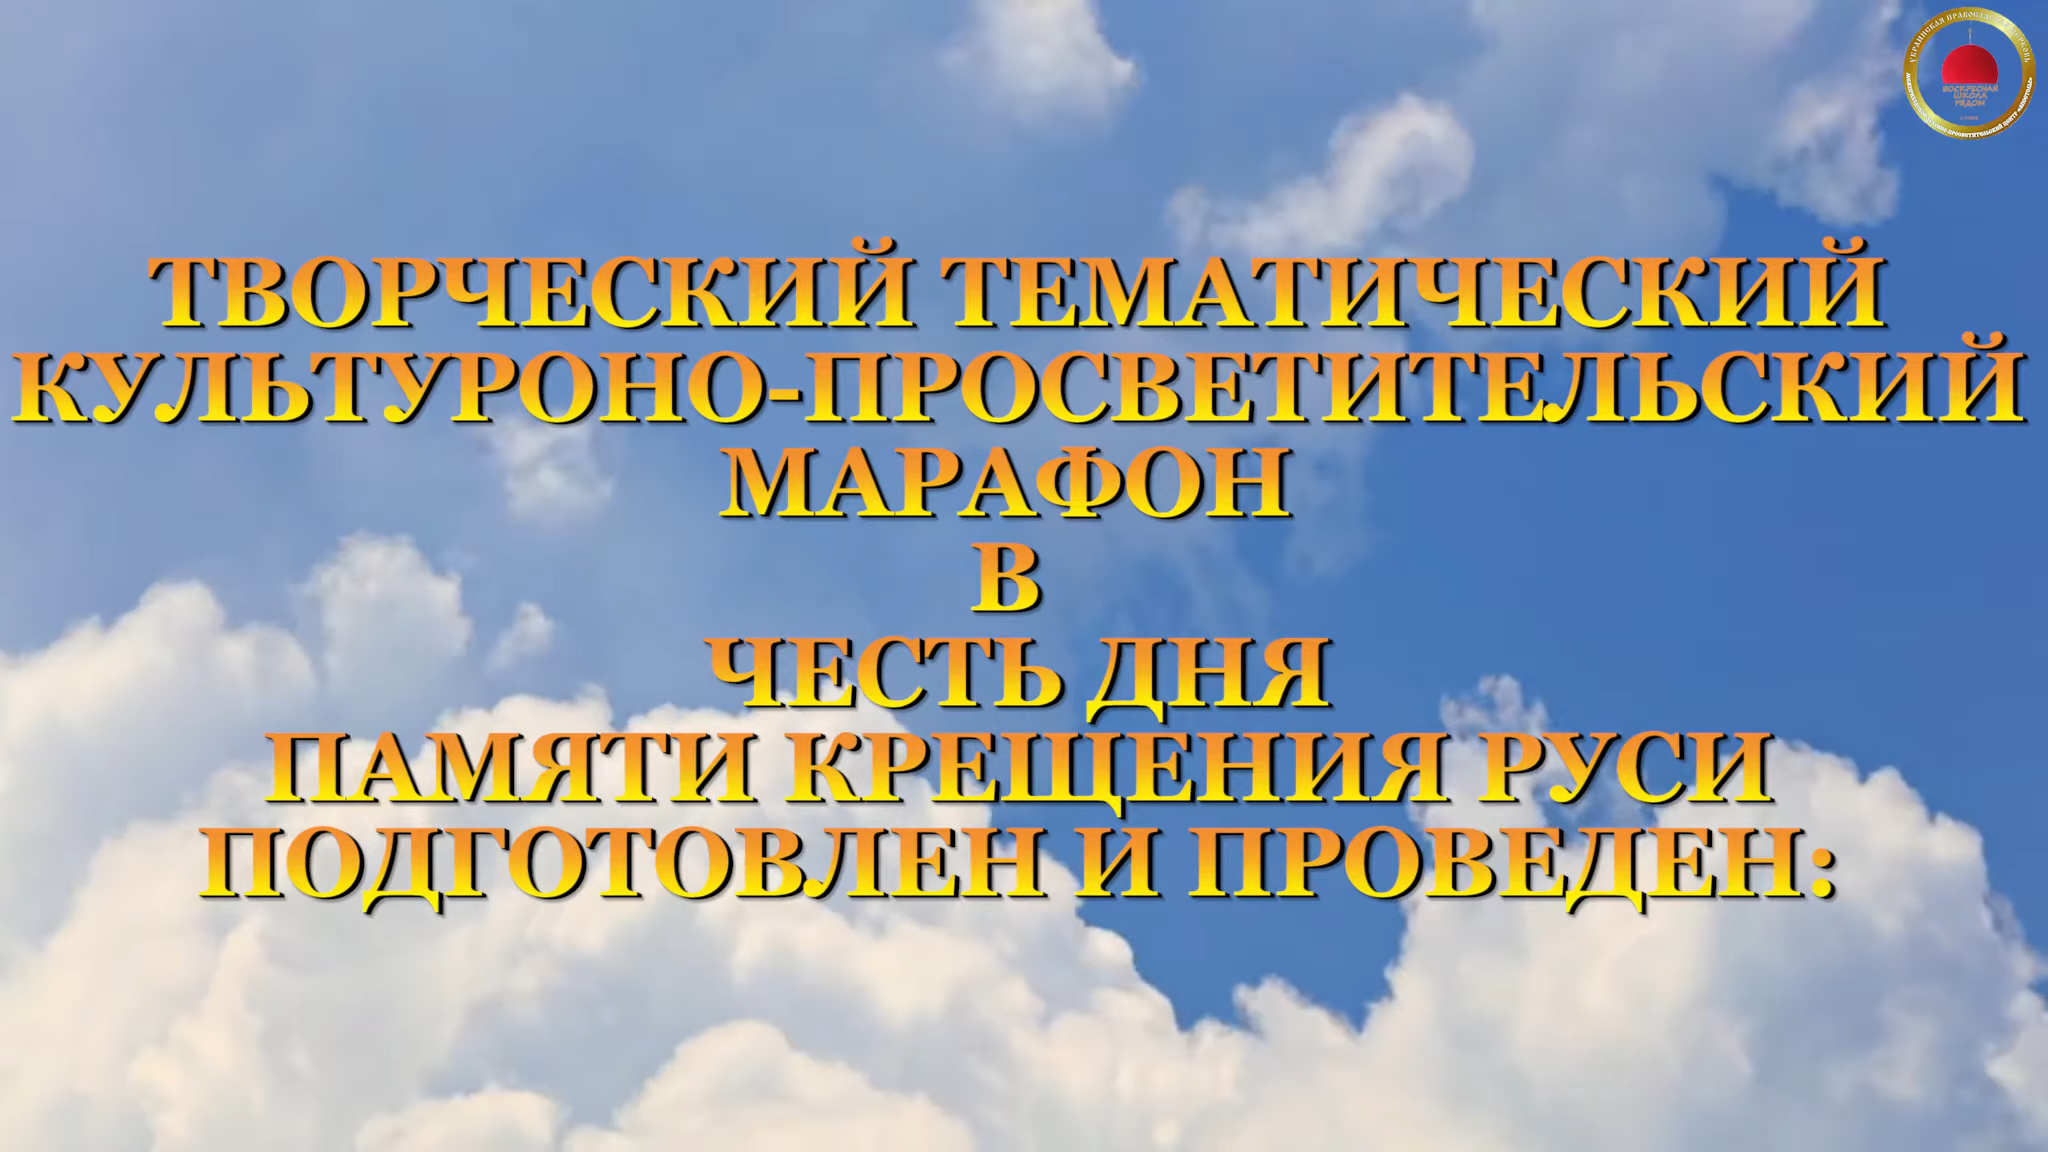 ТВОРЧЕСКИЙ ТЕМАТИЧЕСКИЙ
КУЛЬТУРОНО-ПРОСВЕТИТЕЛЬСКИЙ
МАРАФОН
В
ЧЕСТЬ ДНЯ
ПАМЯТИ КРЕЩЕНИЯ РУСИ
ПОДГОТОВЛЕН И ПРОВЕДЕН:
ВОСКРЕСНАЯ
ШКОЛА
РЯДОМ